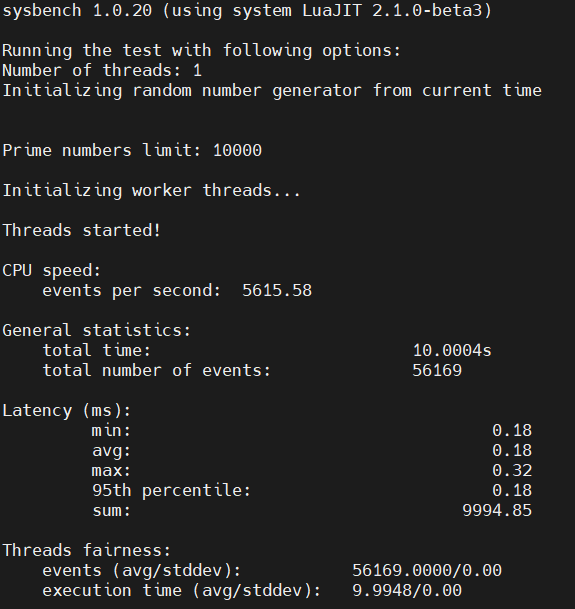 sysbench 1.0.20 (using system LuaJIT 2.1.0-beta3)
Running the test with following options:
Number of threads: 1
Initializing random number generator from current time
Prime numbers limit: 10000
Initializing worker threads...
Threads started!
CPU speed:
events per second: 5615.58
General statistics:
total time: 10.0004s
total number of events: 56169
Latency (ms):
min: 0.18
avg: 0.18
max: 0.32
95th percentile: 0.18
sum: 9994.85
Threads fairness:
events (avg/stddev): 56169.0000/0.00
execution time (avg/stddev): 9.9948/0.00